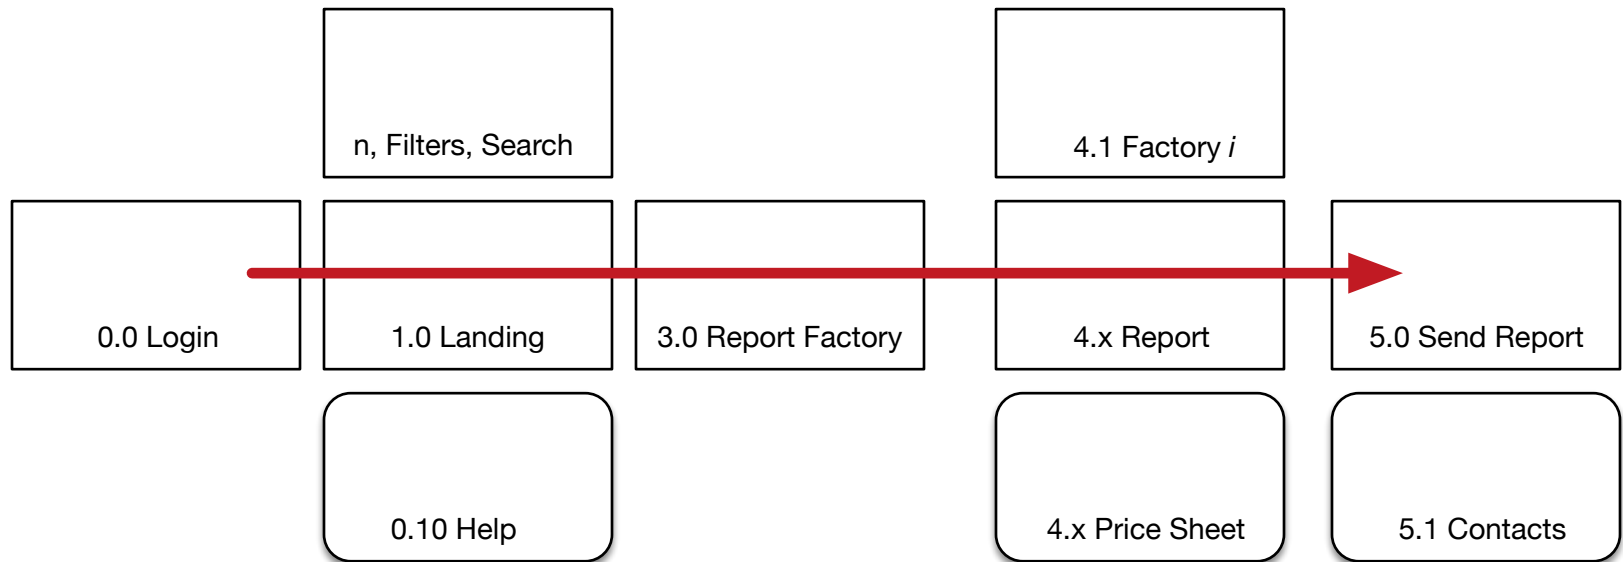 n, Filters, Search
4.1 Factory i
0.0 Login
1.0 Landing
3.0 Report Factory
4.x Report
5.0 Send Report
0.10 Help
4.x Price Sheet
5.1 Contacts